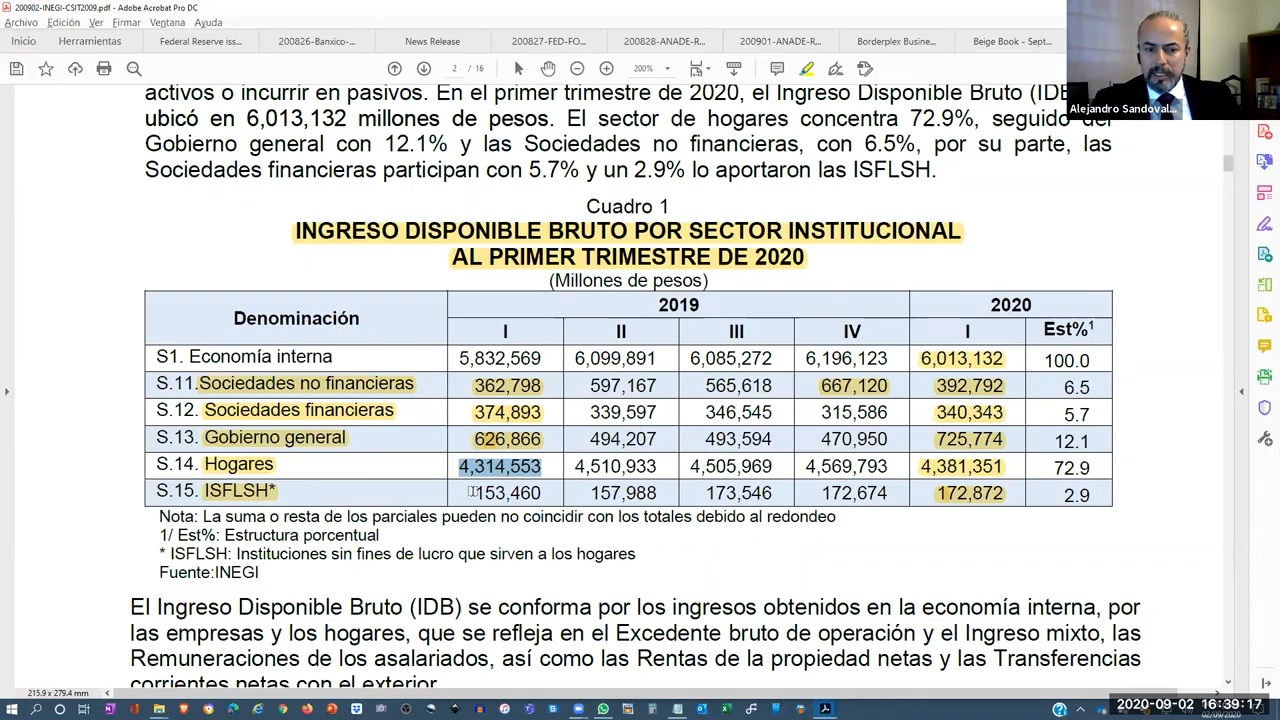 200902-INEGI-CSIT2009.pdf - Adobe Acrobat Pro DC
Archivo Edición Ver Firmar Ventana Ayuda
Inicio Herramientas Federal Reserve iss... 200826-Banxico-... News Release 200827-FED-FO... 200828-ANADE-R... 200901-ANADE-R... Borderplex Busine... Beige Book - Sept...
2 / 16 200%
Alejandro Sandoval...
activos o incurrir en pasivos. En el primer trimestre de 2020, el Ingreso Disponible Bruto (IDB)
ubicó en 6,013,132 millones de pesos. El sector de hogares concentra 72.9%, seguido del
Gobierno general con 12.1% y las Sociedades no financieras, con 6.5%, por su parte, las
Sociedades financieras participan con 5.7% y un 2.9% lo aportaron las ISFLSH.
Cuadro 1
INGRESO DISPONIBLE BRUTO POR SECTOR INSTITUCIONAL
AL PRIMER TRIMESTRE DE 2020
(Millones de pesos)
Denominación 2019 2020
I II III IV I Est%1
S1. Economía interna 5,832,569 6,099,891 6,085,272 6,196,123 6,013,132 100.0
S.11.Sociedades no financieras 362,798 597,167 565,618 667,120 392,792 6.5
S.12. Sociedades financieras 374,893 339,597 346,545 315,586 340,343 5.7
S.13. Gobierno general 626,866 494,207 493,594 470,950 725,774 12.1
S.14. Hogares 4,314,553 4,510,933 4,505,969 4,569,793 4,381,351 72.9
S.15. ISFLSH* 153,460 157,988 173,546 172,674 172,872 2.9
Nota: La suma o resta de los parciales pueden no coincidir con los totales debido al redondeo
1/ Est%: Estructura porcentual
* ISFLSH: Instituciones sin fines de lucro que sirven a los hogares
Fuente:INEGI
El Ingreso Disponible Bruto (IDB) se conforma por los ingresos obtenidos en la economía interna, por
las empresas y los hogares, que se refleja en el Excedente bruto de operación y el Ingreso mixto, las
Remuneraciones de los asalariados, así como las Rentas de la propiedad netas y las Transferencias
corrientes netas con el exterior.
215.9 x 279.4 mm
2020-09-02 16:39:17
02/09/2020